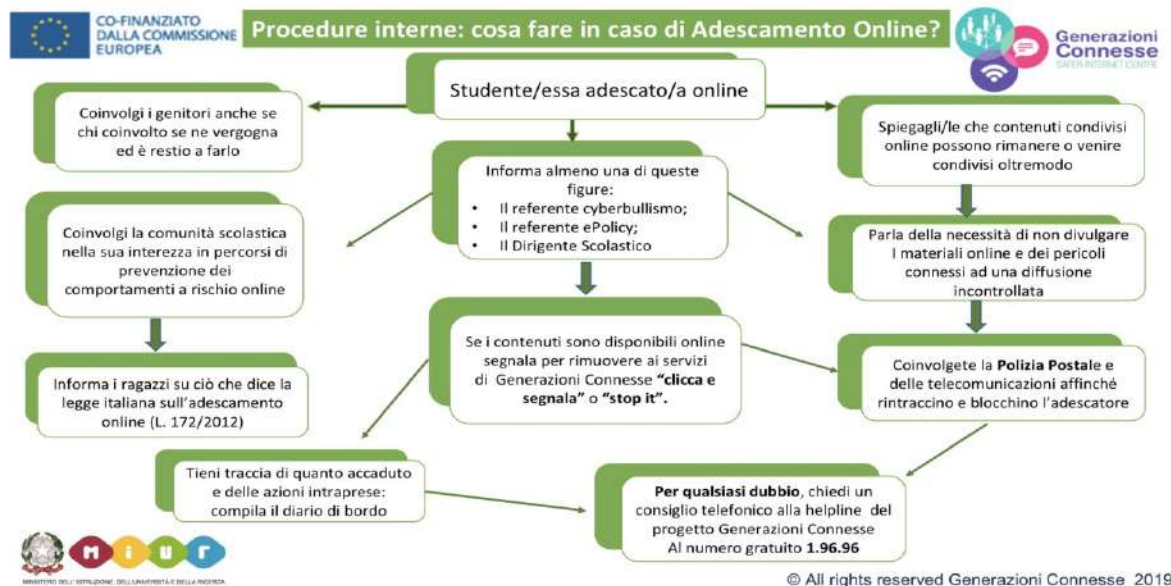 CO-FINANZIATO
DALLA COMMISSIONE
EUROPEA
Procedure interne: cosa fare in caso di Adescamento Online?
Generazioni
Connesse
SAFER INTERNET CENTRE
Studente/essa adescato/a online
Coinvolgi i genitori anche se
chi coinvolto se ne vergogna
ed è restio a farlo
Spiegagli/le che contenuti condivisi
online possono rimanere o venire
condivisi oltremodo
Informa almeno una di queste
figure:
• Il referente cyberbullismo;
• Il referente ePolicy;
• Il Dirigente Scolastico
Coinvolgi la comunità scolastica
nella sua interezza in percorsi di
prevenzione dei
comportamenti a rischio online
Parla della necessità di non divulgare
I materiali online e dei pericoli
connessi ad una diffusione
incontrollata
Se i contenuti sono disponibili online
segnala per rimuovere ai servizi
di Generazioni Connesse "clicca e
segnala" o "stop it".
Informa i ragazzi su ciò che dice la
legge italiana sull'adescamento
online (L. 172/2012)
Coinvolgete la Polizia Postale e
delle telecomunicazioni affinché
rintraccino e blocchino l'adescatore
Tieni traccia di quanto accaduto
e delle azioni intraprese:
compila il diario di bordo
Per qualsiasi dubbio, chiedi un
consiglio telefonico alla helpline del
progetto Generazioni Connesse
Al numero gratuito 1.96.96
miur
MINISTERO DELL'ISTRUZIONE, DELL'UNIVERSITÀ E DELLA RICERCA
© All rights reserved Generazioni Connesse 2019